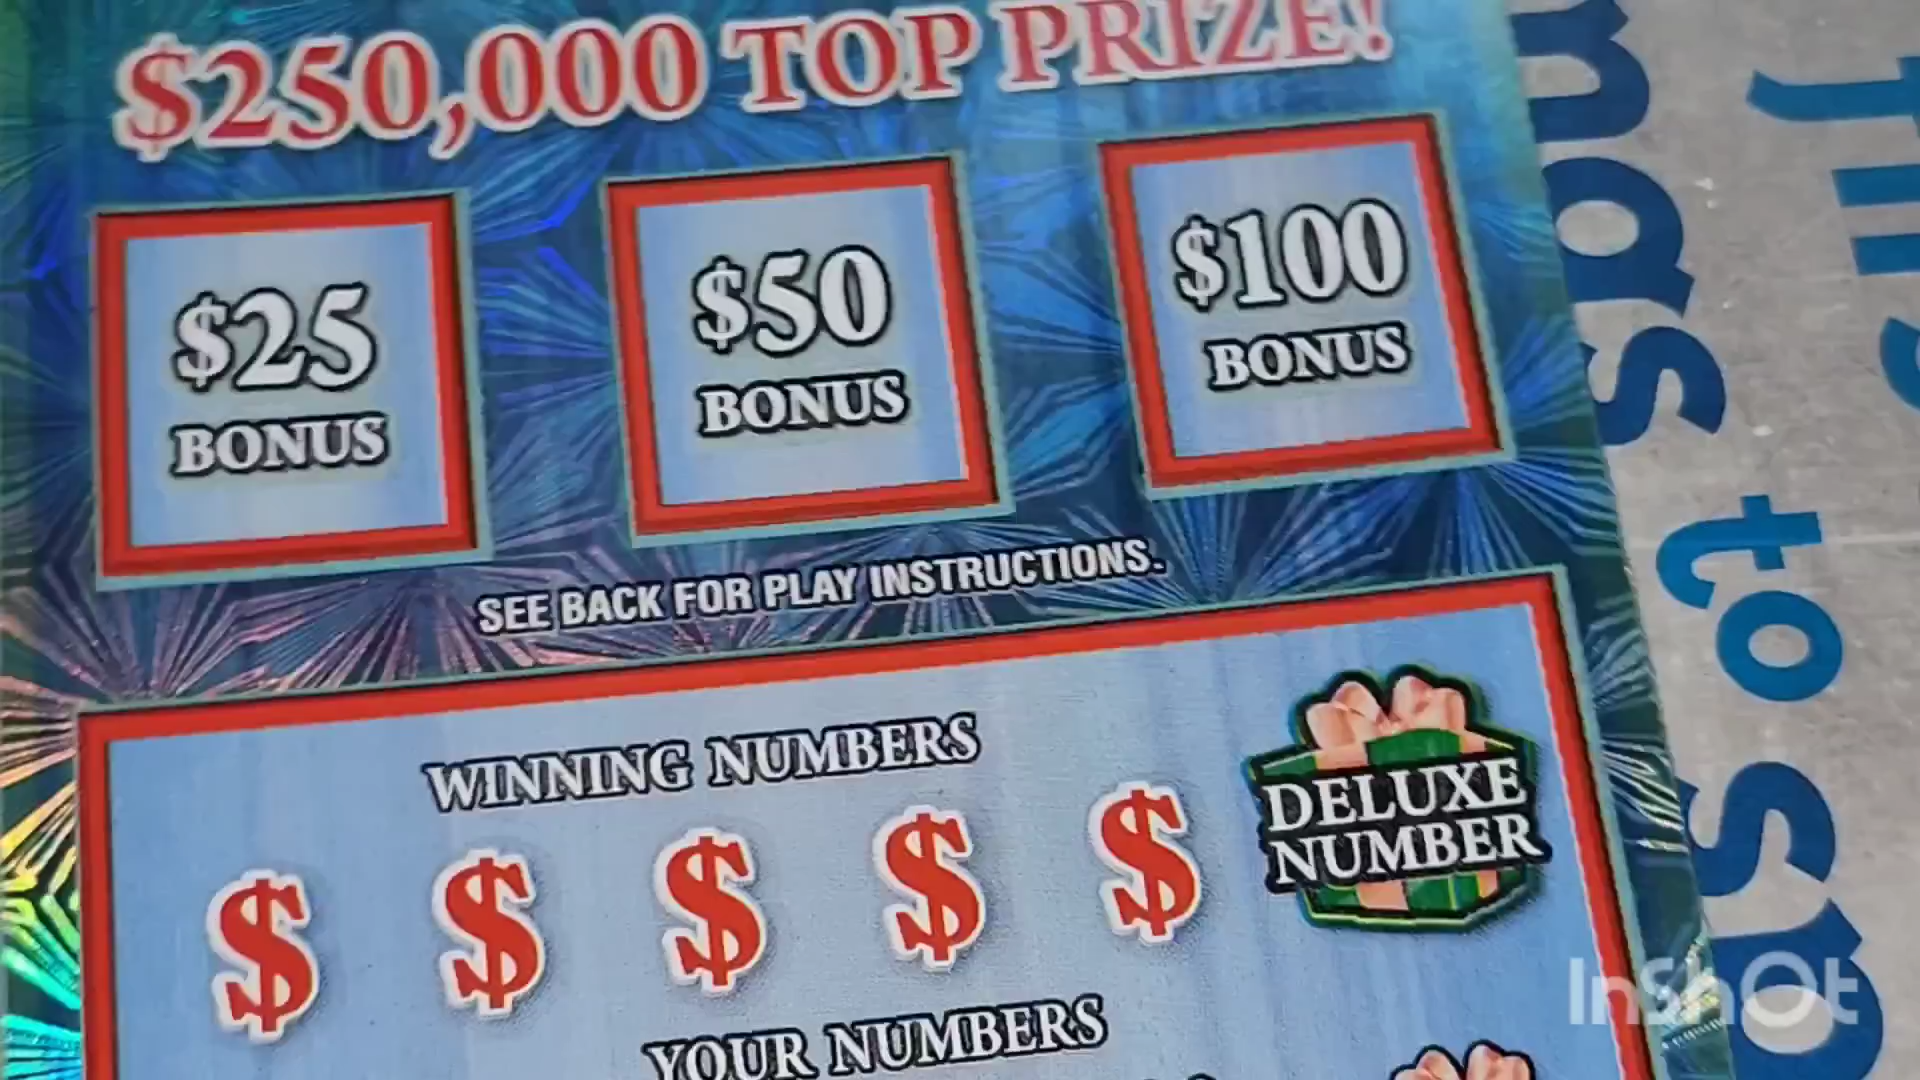 $250,000 TOP PRIZE!
$25 BONUS
$50 BONUS
$100 BONUS
SEE BACK FOR PLAY INSTRUCTIONS.
WINNING NUMBERS
$ $ $ $ $
DELUXE
NUMBER
YOUR NUMBERS
to
InShOt